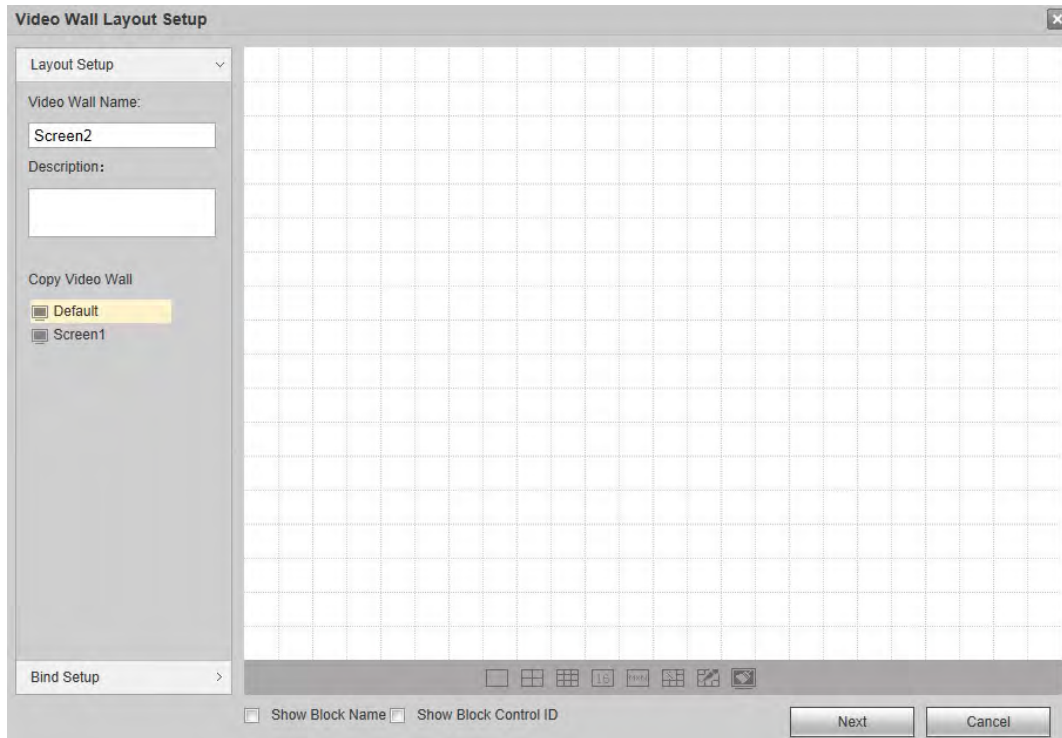 Video Wall Layout Setup
Layout Setup
Video Wall Name:
Screen2
Description:
Copy Video Wall
Default
Screen1
Bind Setup
16
Show Block Name
Show Block Control ID
Next
Cancel